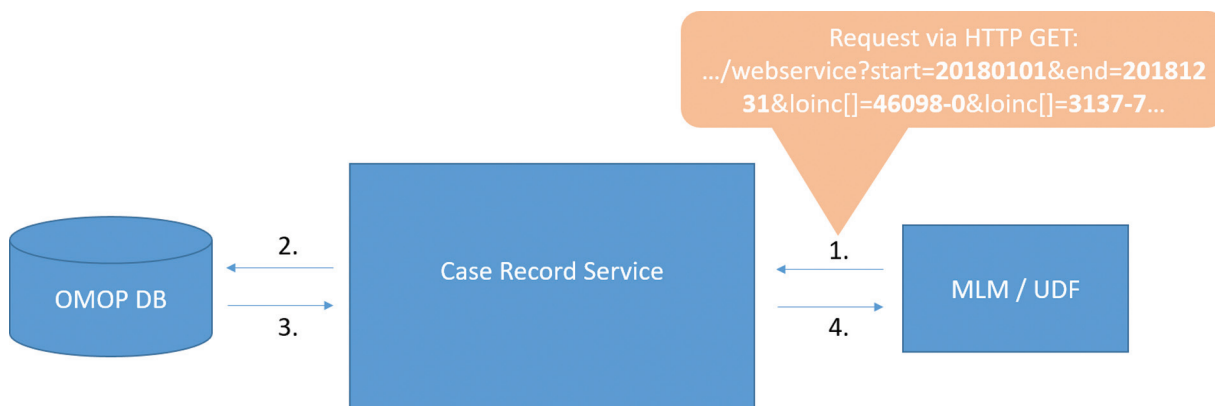 Request via HTTP GET:
…/webservice?start=20180101&end=201812
31&loinc[]=46098-0&loinc[]=3137-7…
2.
1.
Case Record Service
OMOP DB
MLM / UDF
3.
4.